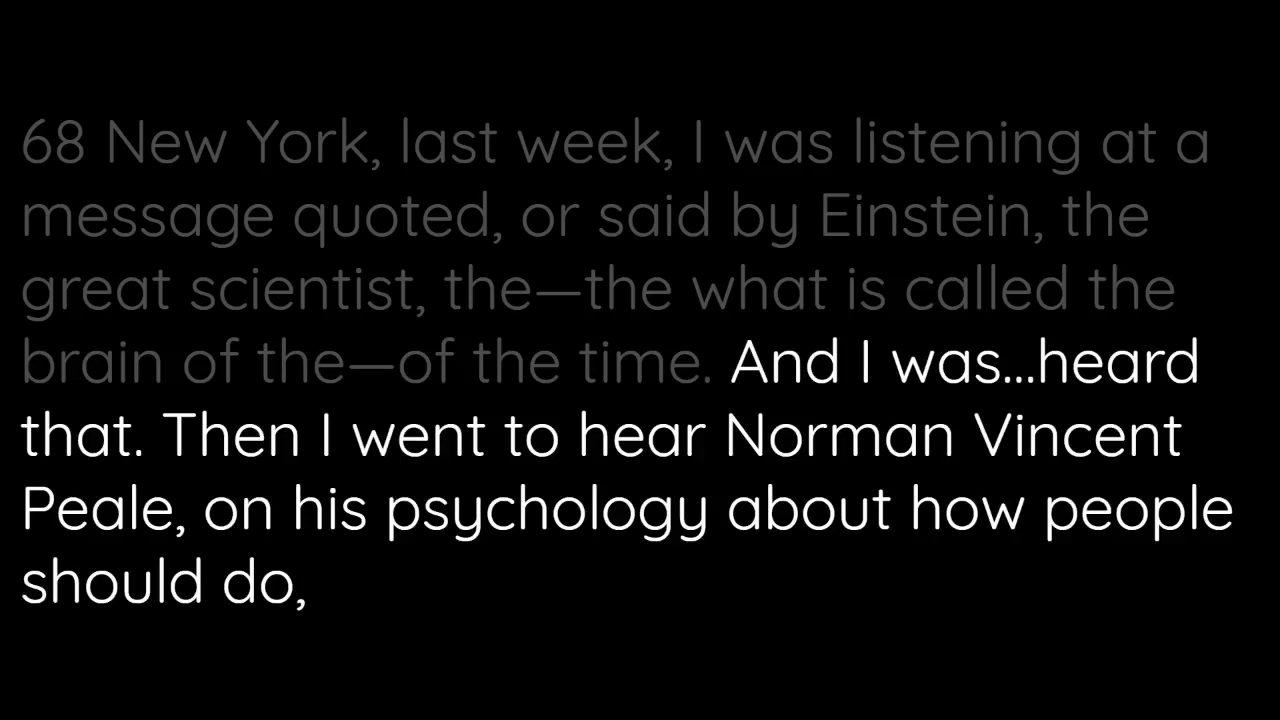 68 New York, last week, I was listening at a
message quoted, or said by Einstein, the
great scientist, the—the what is called the
brain of the—of the time. And I was...heard
that. Then I went to hear Norman Vincent
Peale, on his psychology about how people
should do,